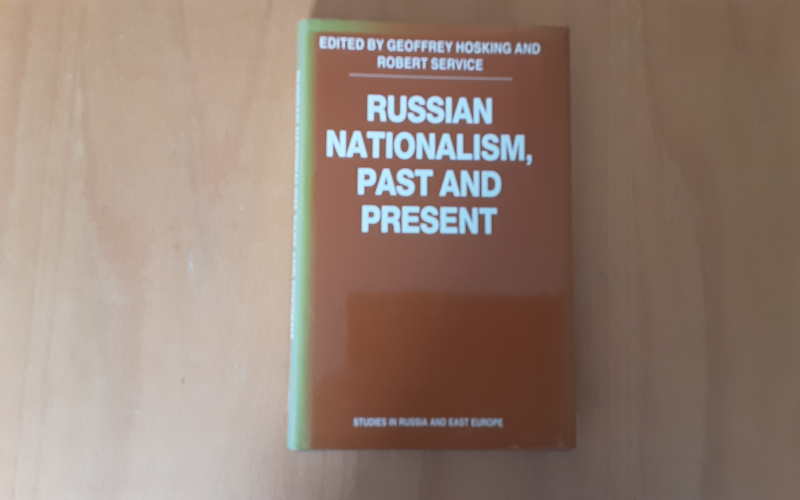 EDITED BY GEOFFREY HOSKING AND
ROBERT SERVICE
RUSSIAN
NATIONALISM,
PAST AND
PRESENT
STUDIES IN RUSSIA AND EAST EUROPE